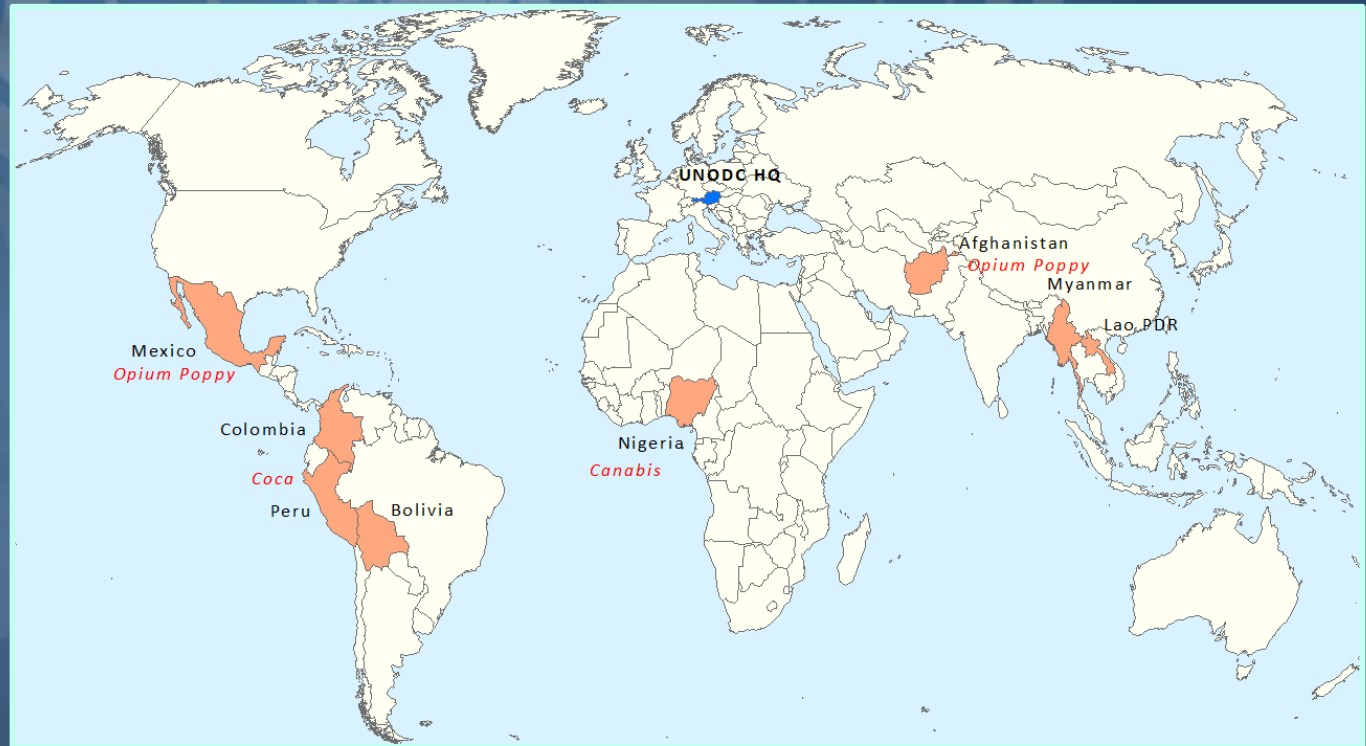 UNODC HQ
Afghanistan
Opium Poppy
Myanmar
Lao PDR
Mexico
Opium Poppy
Colombia
Nigeria
Canabis
Coca
Peru
Bolivia